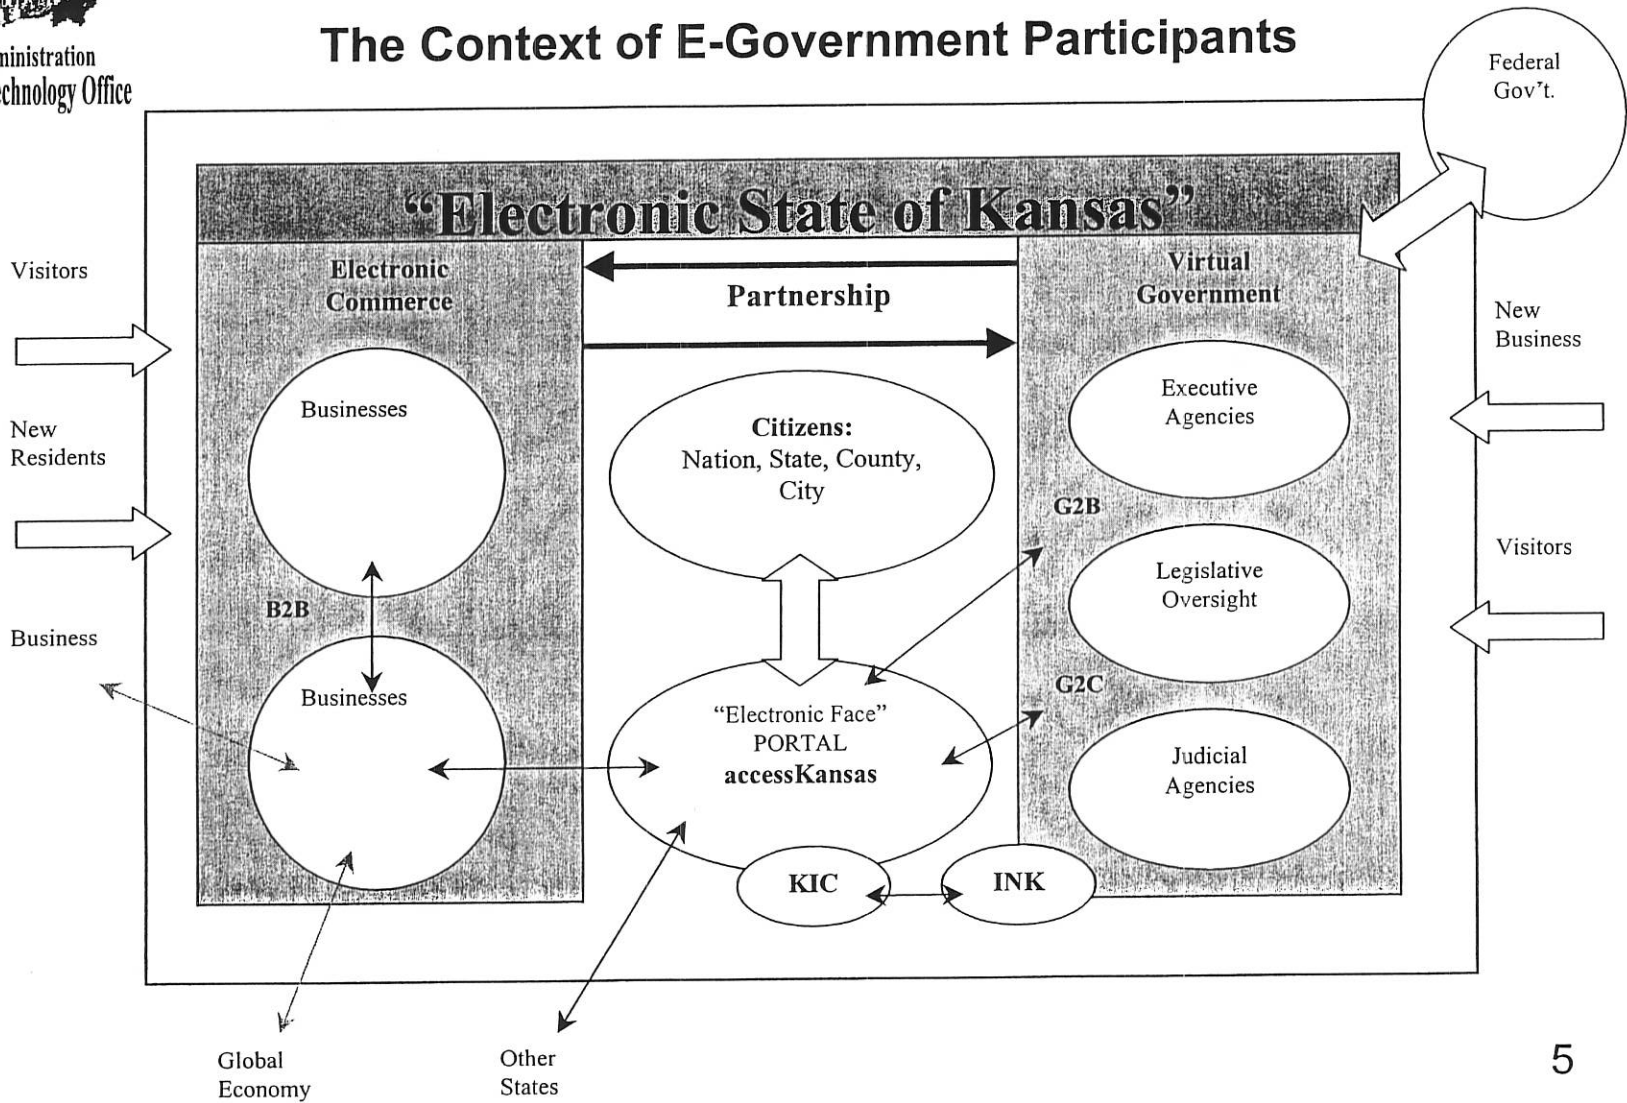 The Context of E-Government Participants
ministration
echnology Office
Federal
Gov't.
“Electronic State of Kansas”
Visitors
New
Residents
Business
Electronic
Commerce
Businesses
B2B
Businesses
Partnership
Citizens:
Nation, State, County,
City
“Electronic Face”
PORTAL
accessKansas
KIC
INK
Virtual
Government
Executive
Agencies
G2B
Legislative
Oversight
G2C
Judicial
Agencies
New
Business
Visitors
Global
Economy
Other
States
5